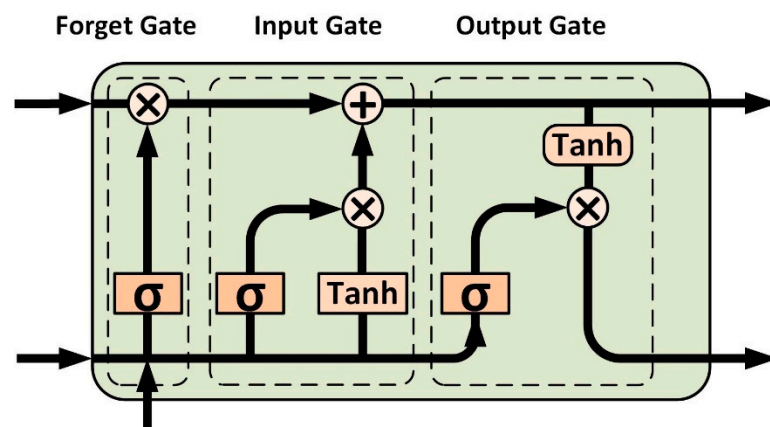 Forget Gate Input Gate Output Gate
× +
Tanh
× ×
σ σ Tanh σ